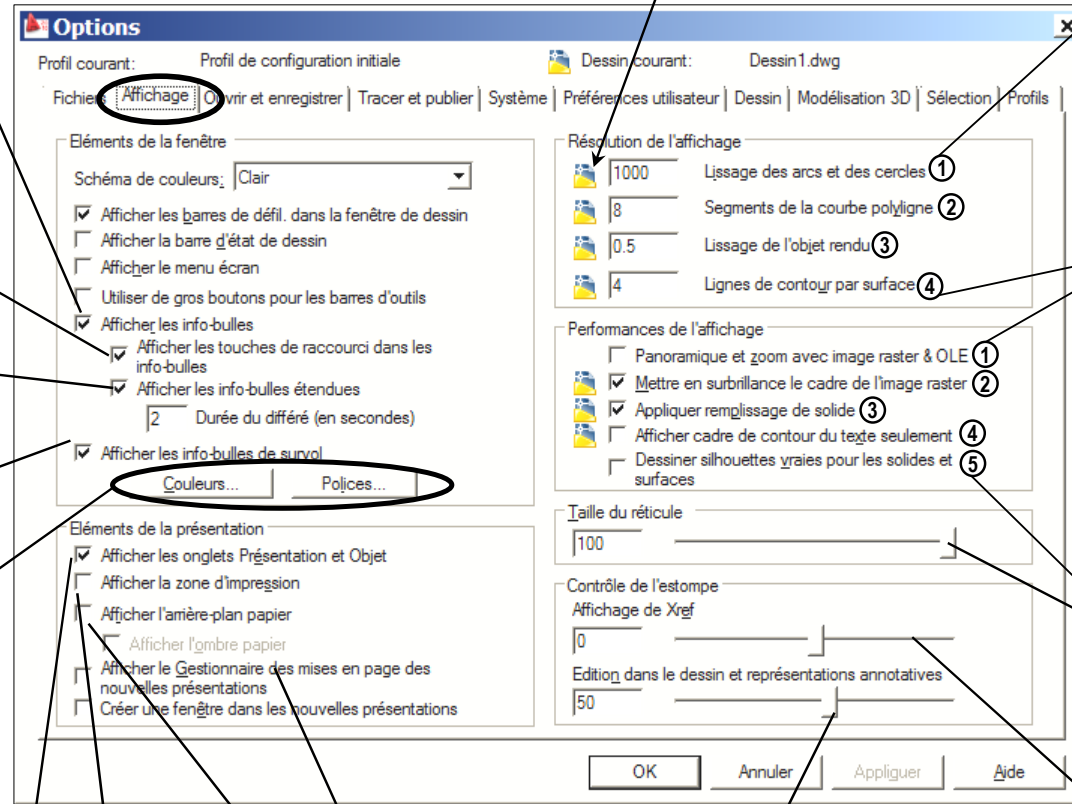 Options
Profil courant: Profil de configuration initiale Dessin courant: Dessin1.dwg
Fichiers Affichage Ouvrir et enregistrer Tracer et publier Système Préférences utilisateur Dessin Modélisation 3D Sélection Profils
Eléments de la fenêtre
Schéma de couleurs: Clair
Afficher les barres de défil. dans la fenêtre de dessin
Afficher la barre d'état de dessin
Afficher le menu écran
Utiliser de gros boutons pour les barres d'outils
Afficher les info-bulles
Afficher les touches de raccourci dans les
info-bulles
Afficher les info-bulles étendues
2 Durée du différé (en secondes)
Afficher les info-bulles de survol
Couleurs... Polices...
Eléments de la présentation
Afficher les onglets Présentation et Objet
Afficher la zone d'impression
Afficher l'arrière-plan papier
Afficher l'ombre papier
Afficher le Gestionnaire des mises en page des
nouvelles présentations
Créer une fenêtre dans les nouvelles présentations
Résolution de l'affichage
1000 Lissage des arcs et des cercles 1
8 Segments de la courbe polyligne 2
0.5 Lissage de l'objet rendu 3
4 Lignes de contour par surface 4
Performances de l'affichage
Panoramique et zoom avec image raster & OLE 1
Mettre en surbrillance le cadre de l'image raster 2
Appliquer remplissage de solide 3
Afficher cadre de contour du texte seulement 4
Dessiner silhouettes vraies pour les solides et 5
surfaces
Taille du réticule
100
Contrôle de l'estompe
Affichage de Xref
0
Edition dans le dessin et représentations annotatives
50
OK Annuler Appliguer Aide